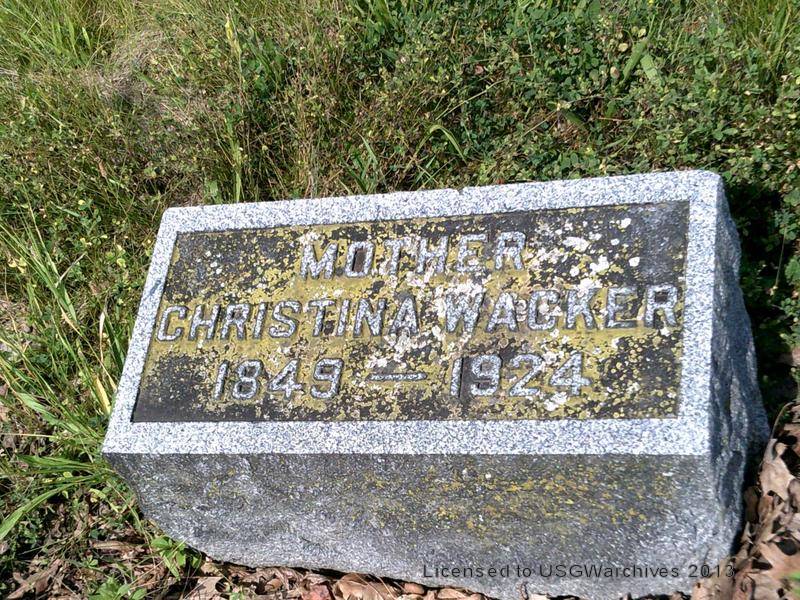 MOTHER
CHRISTINA WACKER
1849 — 1924
Licensed to USGWarchives 2013